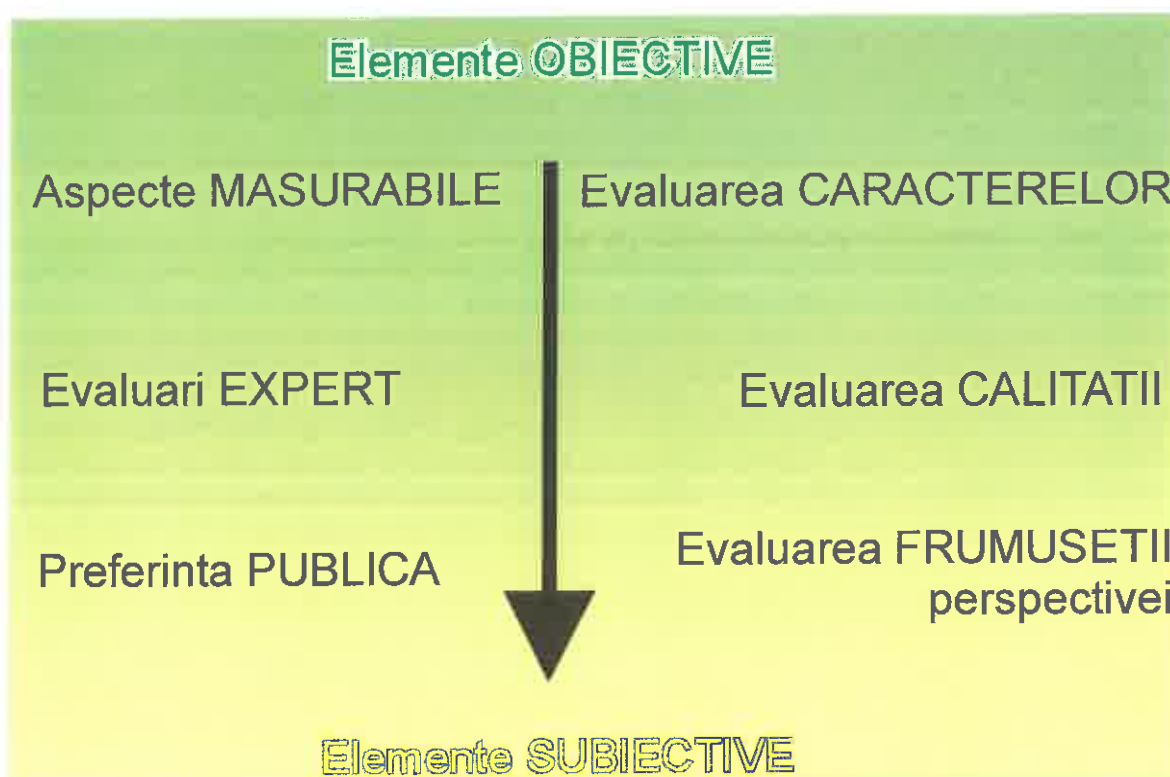 Elemente OBIECTIVE
Aspecte MASURABILE
Evaluarea CARACTERELOR
Evaluari EXPERT
Evaluarea CALITATII
Preferinta PUBLICA
Evaluarea FRUMUSETII
perspectivei
Elemente SUBIECTIVE